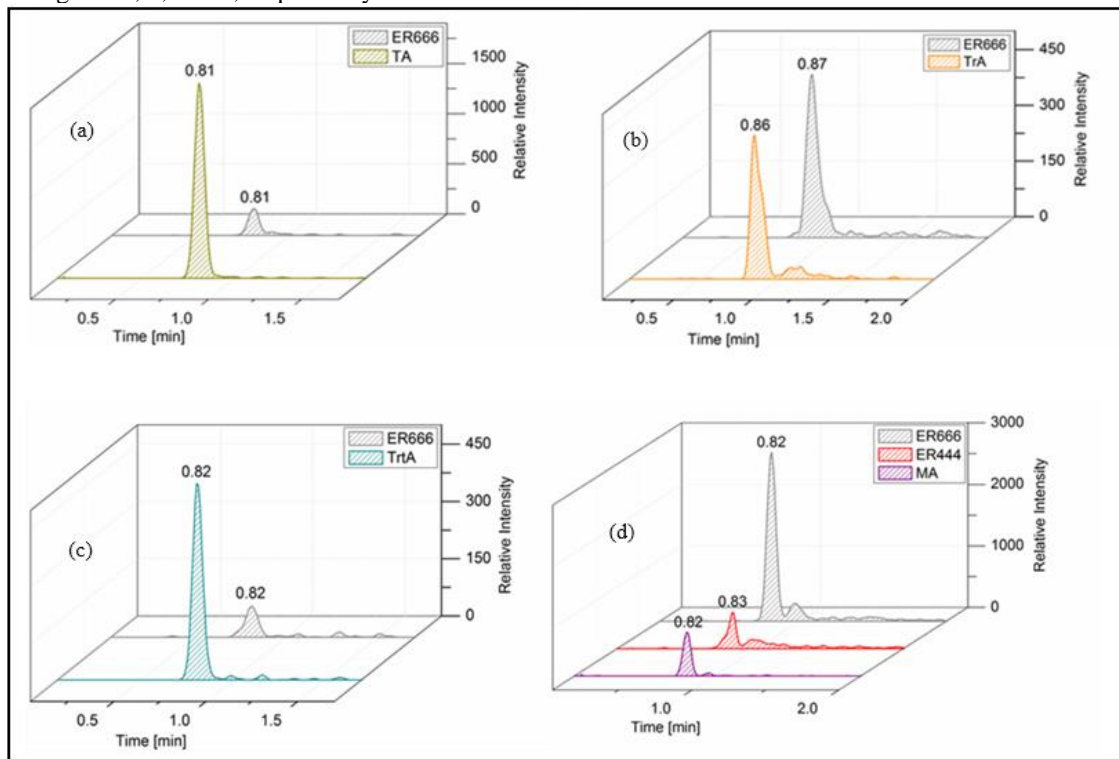 ER666
TA
0.81
0.81
(a)
1500
1000
500
0
Relative Intensity
0.5
1.0
1.5
Time [min]
ER666
TrA
0.87
0.86
(b)
450
300
150
0
Relative Intensity
0.5
1.0
1.5
2.0
Time [min]
ER666
TrtA
0.82
0.82
(c)
450
300
150
0
Relative Intensity
0.5
1.0
1.5
Time [min]
ER666
ER444
MA
0.82
0.83
0.82
(d)
3000
2000
1000
0
Relative Intensity
1.0
2.0
Time [min]